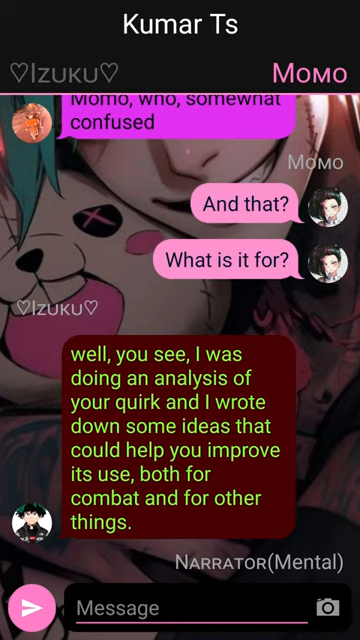 Kumar Ts
♡Izuku♡
Momo
Momo, who, somewhat
confused
Momo
And that?
What is it for?
♡Izuku♡
well, you see, I was
doing an analysis of
your quirk and I wrote
down some ideas that
could help you improve
its use, both for
combat and for other
things.
Narrator(Mental)
Message